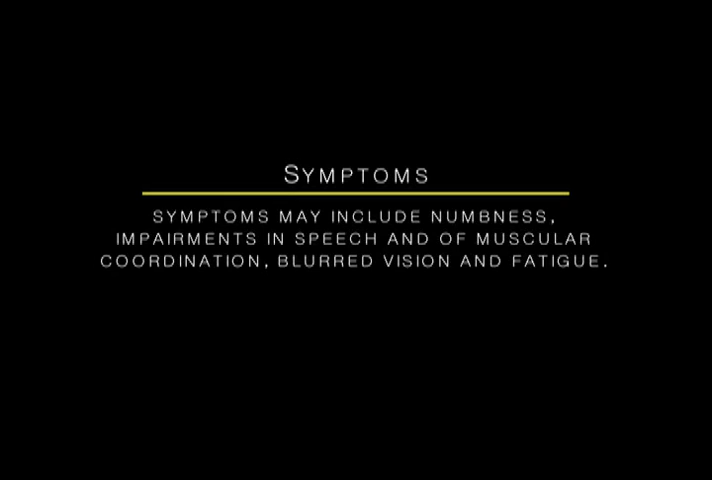 SYMPTOMS
SYMPTOMS MAY INCLUDE NUMBNESS,
IMPAIRMENTS IN SPEECH AND OF MUSCULAR
COORDINATION, BLURRED VISION AND FATIGUE.